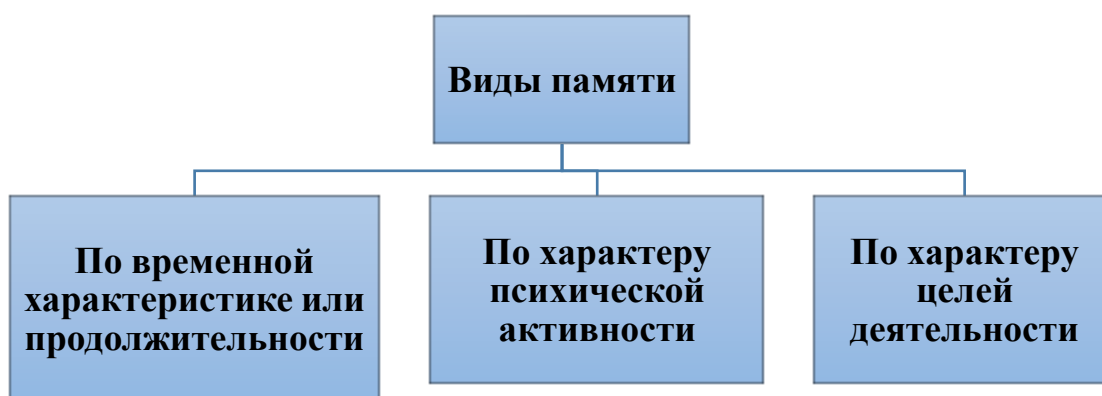 Виды памяти
По временной
характеристике или
продолжительности
По характеру
психической
активности
По характеру
целей
деятельности